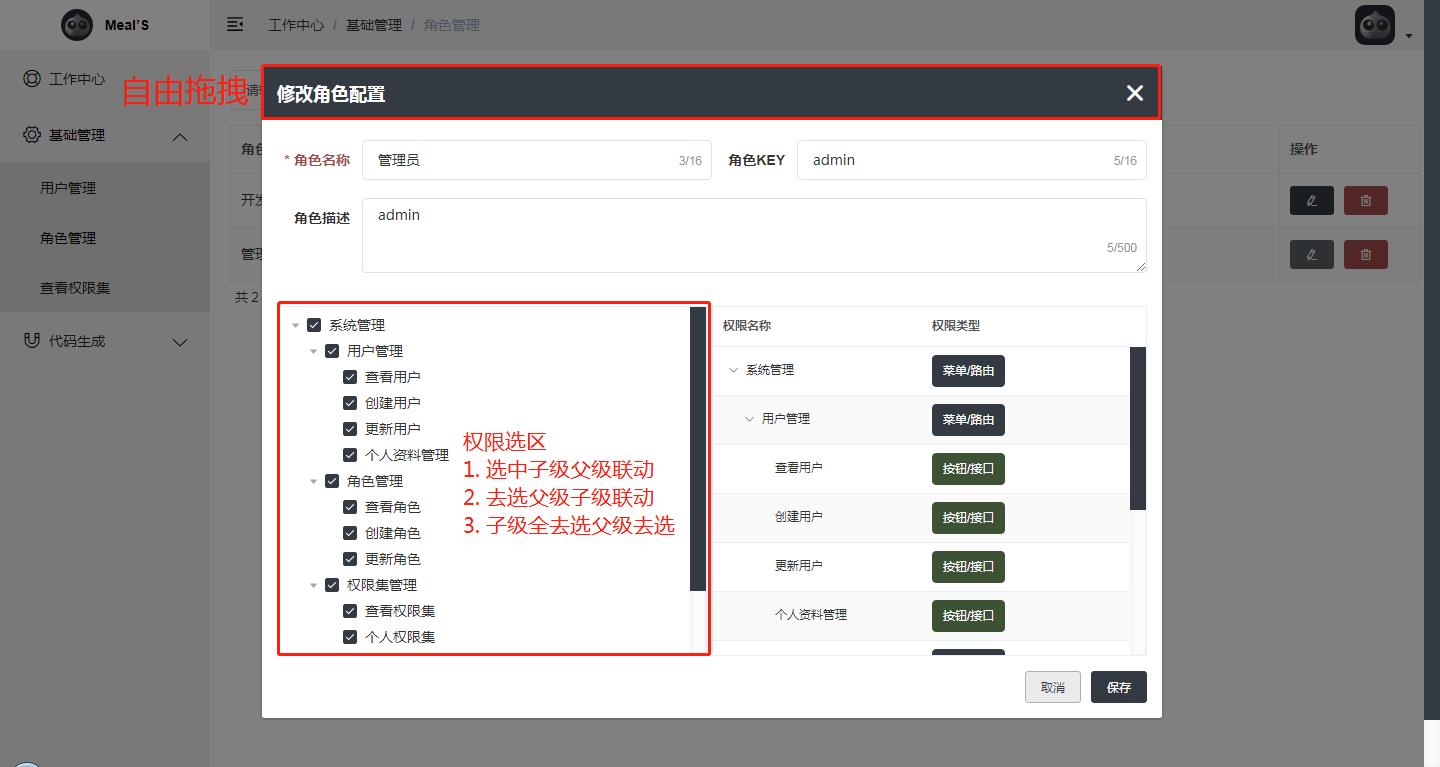 Meal’S
工作中心 / 基础管理 / 角色管理
工作中心
自由拖拽
基础管理
用户管理
角色管理
查看权限集
代码生成
请
角色
操作
开发
管理
共 2
修改角色配置
* 角色名称 管理员 3/16
角色KEY admin 5/16
角色描述 admin
5/500
系统管理
用户管理
查看用户
创建用户
更新用户
个人资料管理
角色管理
查看角色
创建角色
更新角色
权限集管理
查看权限集
个人权限集
权限选区
1. 选中子级父级联动
2. 去选父级子级联动
3. 子级全去选父级去选
权限名称 权限类型
系统管理 菜单/路由
用户管理 菜单/路由
查看用户 按钮/接口
创建用户 按钮/接口
更新用户 按钮/接口
个人资料管理 按钮/接口
取消 保存